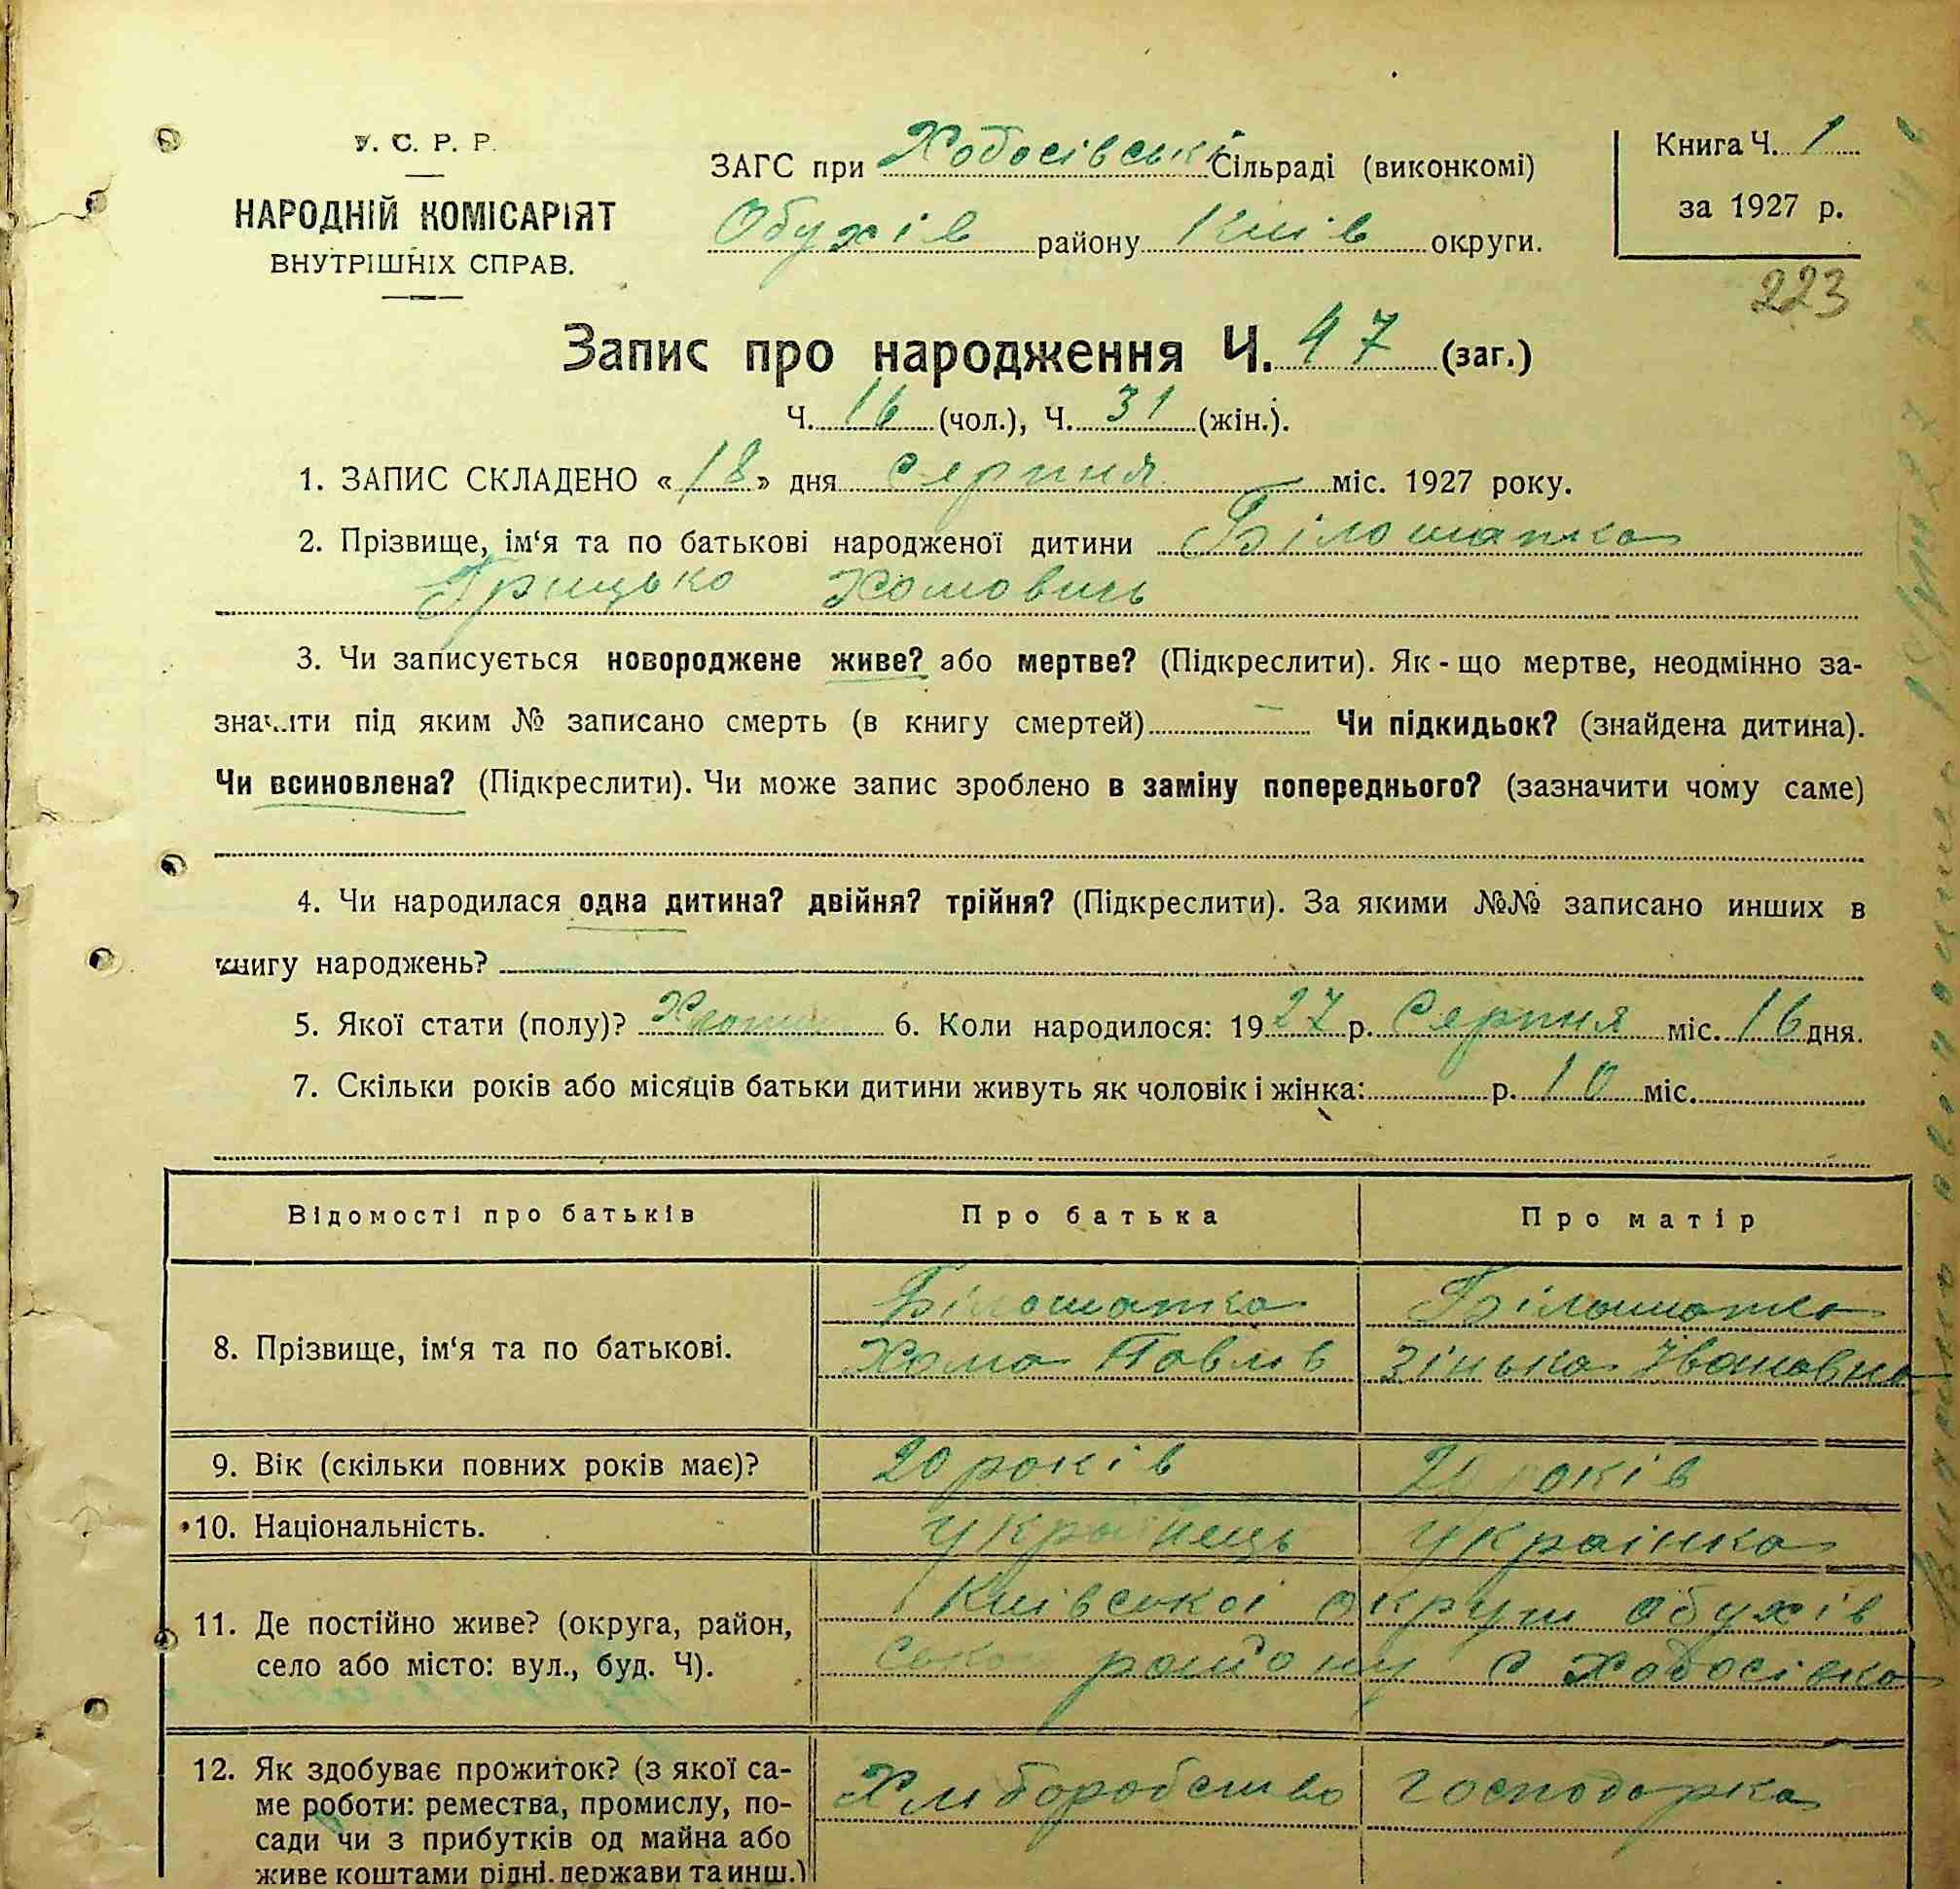 У. С. Р. Р.
НАРОДНІЙ КОМІСАРІЯТ
ВНУТРІШНІХ СПРАВ.
ЗАГС при Ходосівські Сільраді (виконкомі)
Обухів району Київ округи.
Книга Ч. 1
за 1927 р.
223
Запис про народження Ч. 47 (заг.)
Ч. 16 (чол.), Ч. 31 (жін.).
1. ЗАПИС СКЛАДЕНО «18» дня Серпня міс. 1927 року.
2. Прізвище, ім‘я та по батькові народженої дитини Білошапка
Грицько Хомович
3. Чи записується новороджене живе? або мертве? (Підкреслити). Як-що мертве, неодмінно за-
значити під яким № записано смерть (в книгу смертей) — Чи підкидьок? (знайдена дитина).
Чи всиновлена? (Підкреслити). Чи може запис зроблено в заміну попереднього? (зазначити чому саме)
4. Чи народилася одна дитина? двійня? трійня? (Підкреслити). За якими №№ записано инших в
книгу народжень?
5. Якої стати (полу)? 6. Коли народилося: 1927 р. Серпня міс. 16 дня.
7. Скільки років або місяців батьки дитини живуть як чоловік і жінка: р. 10 міс.
Відомості про батьків Про батька Про матір
8. Прізвище, ім‘я та по батькові.
Білошапка Білошапка
Хома Павлів Зінька Івановна
9. Вік (скільки повних років має)? 20 років 20 років
10. Національність. Українець Українка
11. Де постійно живе? (округа, район,
село або місто: вул., буд. Ч).
Київської округи Обухів
сько району с Ходосівка
12. Як здобуває прожиток? (з якої са-
ме роботи: ремества, промислу, по-
сади чи з прибутків од майна або
живе коштами рідні, держави та инш.)
Хліборобство господарка